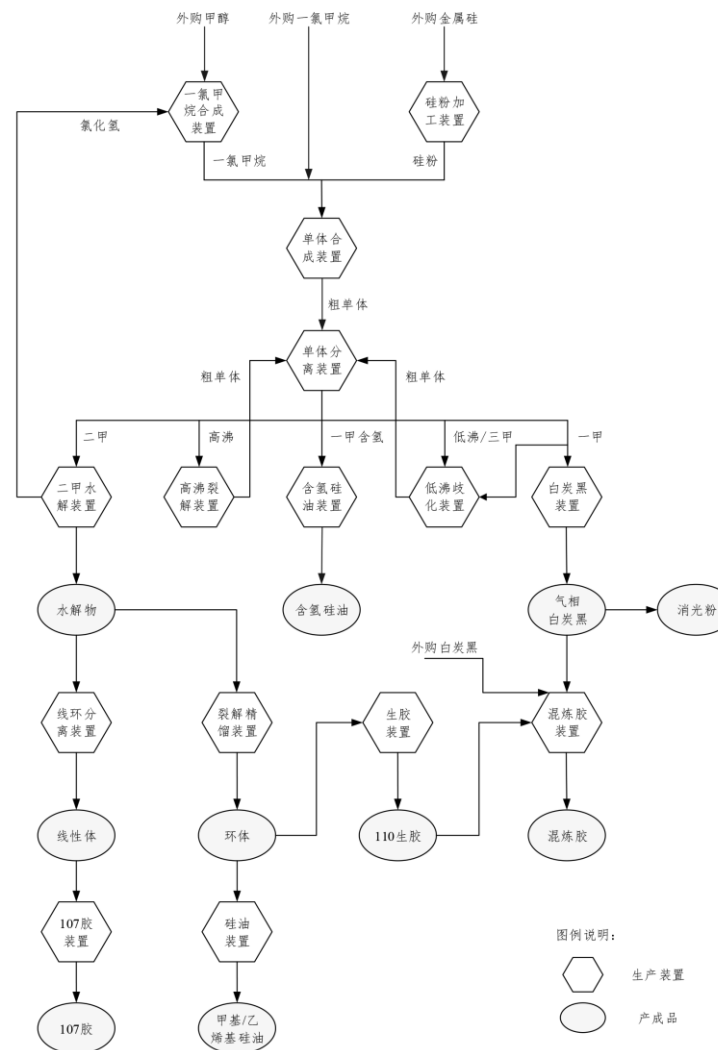 外购甲醇
外购一氯甲烷
外购金属硅
一氯甲
烷合成
装置
硅粉加
工装置
氯化氢
一氯甲烷
硅粉
单体合
成装置
粗单体
单体分
离装置
粗单体
粗单体
二甲
高沸
一甲含氢
低沸/三甲
一甲
二甲水
解装置
高沸裂
解装置
含氢硅
油装置
低沸歧
化装置
白炭黑
装置
水解物
含氢硅油
气相
白炭黑
消光粉
外购白炭黑
线环分
离装置
裂解精
馏装置
生胶
装置
混炼胶
装置
线性体
环体
110生胶
混炼胶
107胶
装置
硅油
装置
图例说明:
生产装置
107胶
甲基/乙
烯基硅油
产成品